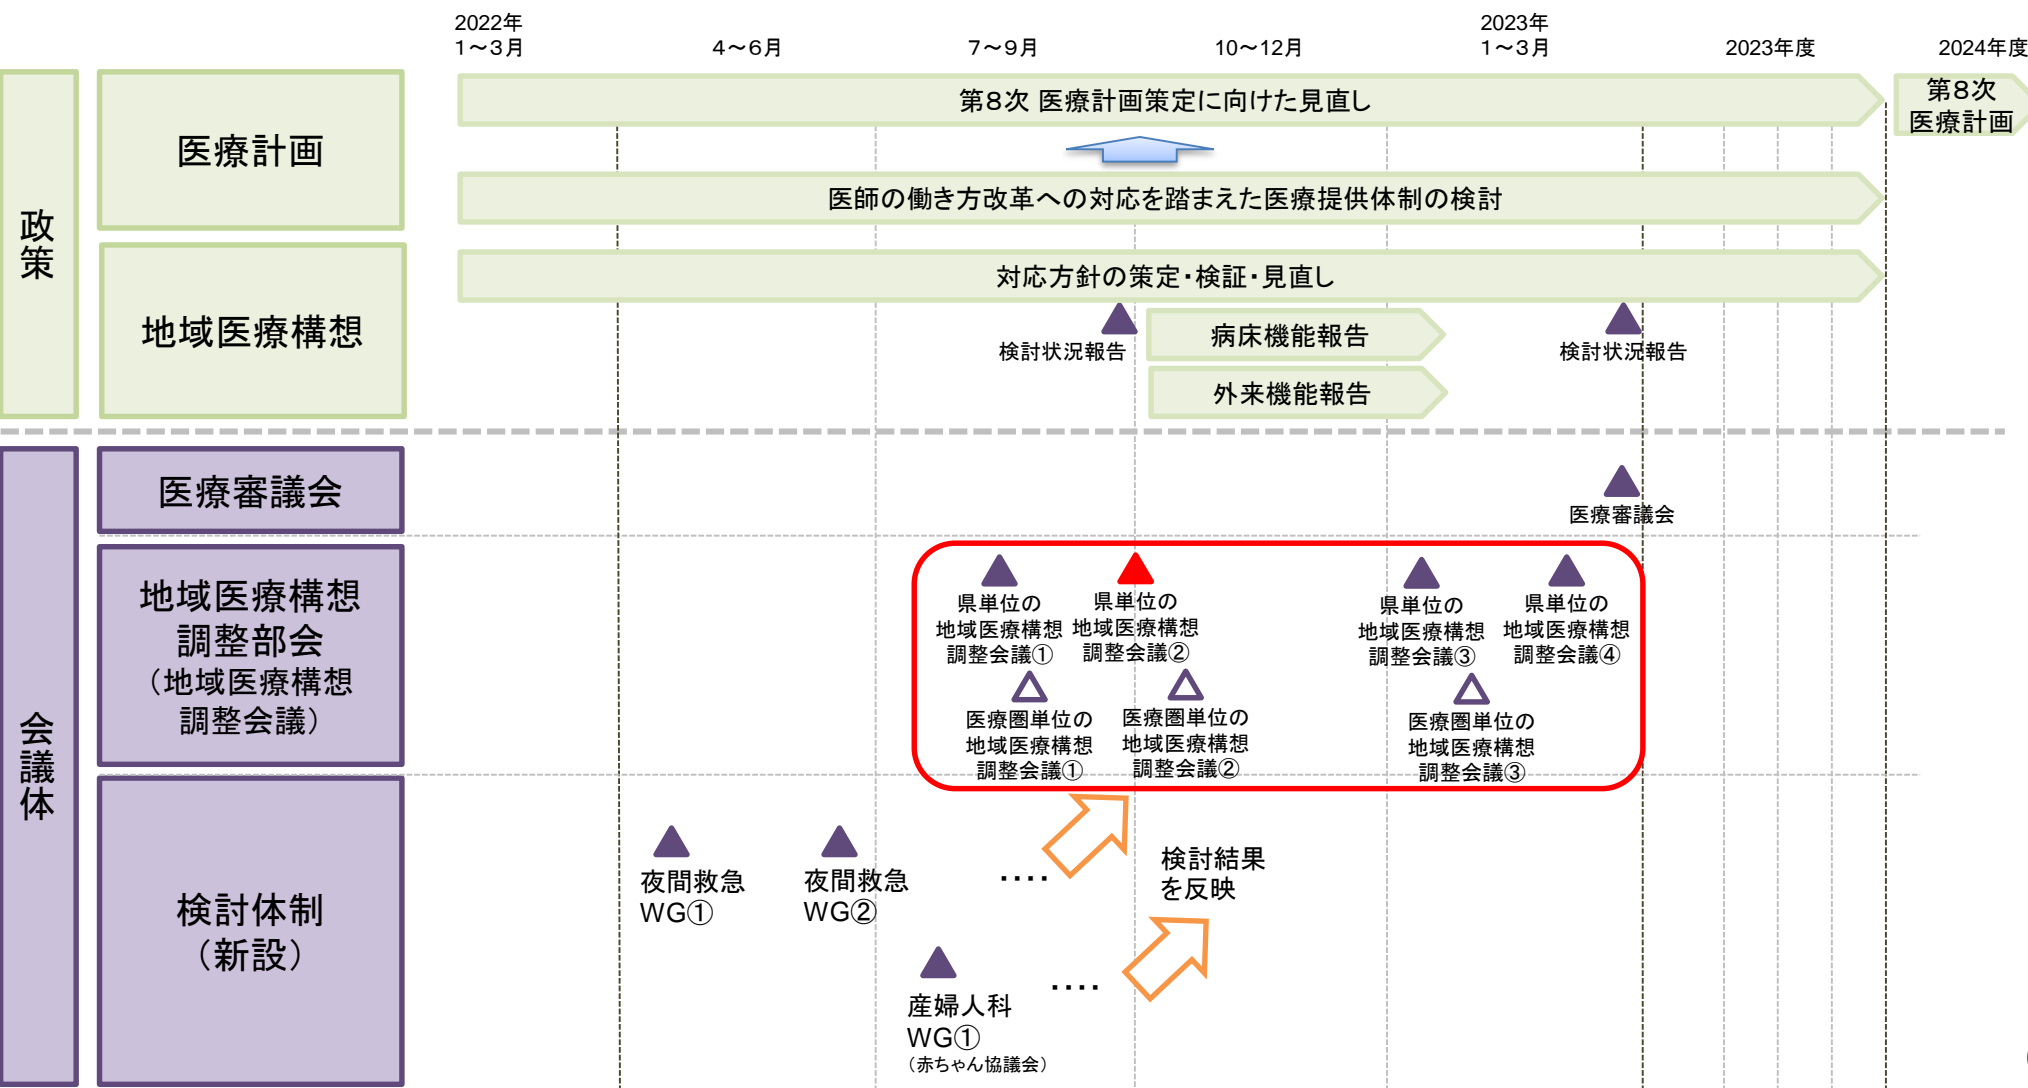 2022年
1～3月
4～6月
7～9月
10～12月
2023年
1～3月
2023年度
2024年度
政策
医療計画
第8次 医療計画策定に向けた見直し
第8次
医療計画
医師の働き方改革への対応を踏まえた医療提供体制の検討
地域医療構想
対応方針の策定・検証・見直し
検討状況報告
病床機能報告
外来機能報告
検討状況報告
会議体
医療審議会
医療審議会
地域医療構想
調整部会
（地域医療構想
調整会議）
県単位の
地域医療構想
調整会議①
県単位の
地域医療構想
調整会議②
県単位の
地域医療構想
調整会議③
県単位の
地域医療構想
調整会議④
医療圏単位の
地域医療構想
調整会議①
医療圏単位の
地域医療構想
調整会議②
医療圏単位の
地域医療構想
調整会議③
検討体制
（新設）
夜間救急
WG①
夜間救急
WG②
‥‥
検討結果
を反映
産婦人科
WG①
（赤ちゃん協議会）
‥‥